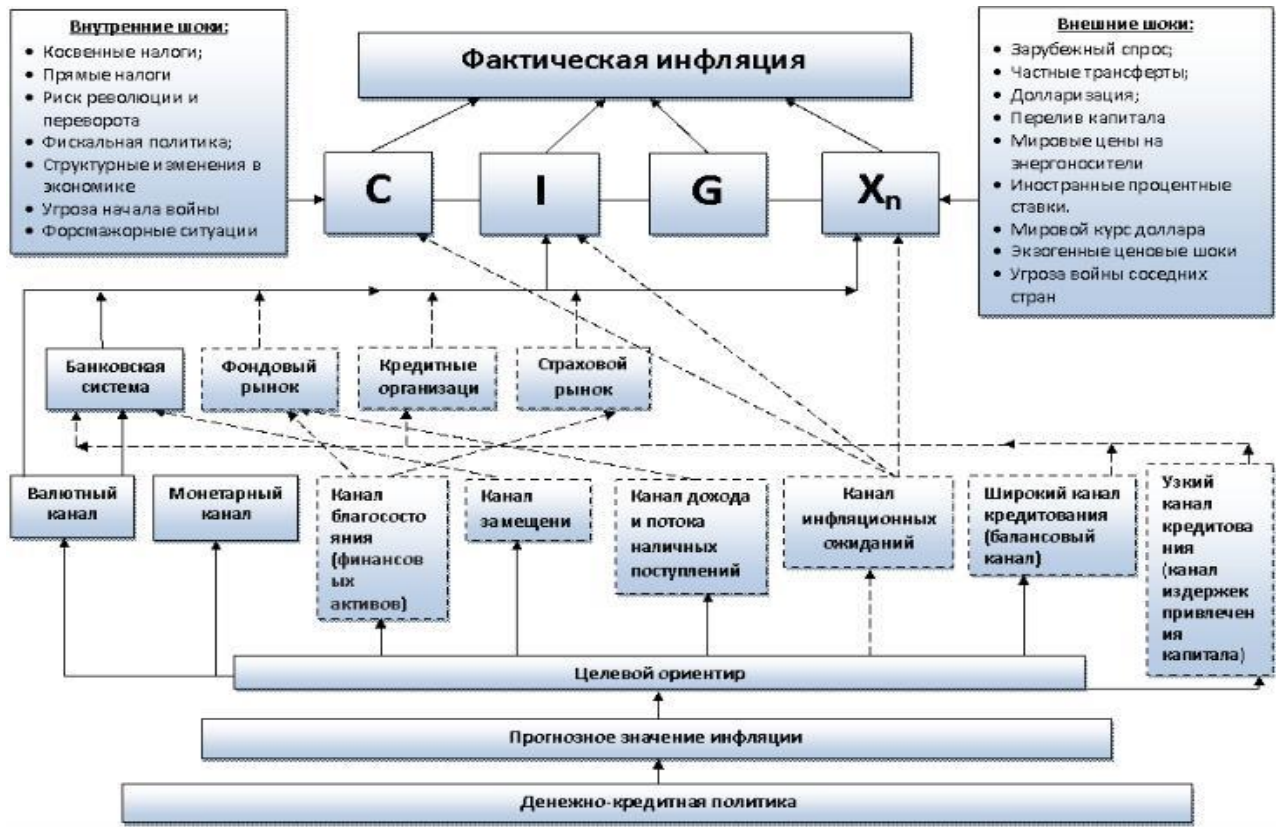 Внутренние шоки:
Косвенные налоги;
Прямые налоги
Риск революции и
переворота
Фискальная политика;
Структурные изменения в
экономике
Угроза начала войны
Форсмажорные ситуации
Фактическая инфляция
Внешние шоки:
Зарубежный спрос;
Частные трансферты;
Долларизация;
Перелив капитала
Мировые цены на
энергоносители
Иностранные процентные
ставки.
Мировой курс доллара
Экзогенные ценовые шоки
Угроза войны соседних
стран
C
I
G
Xn
Банковская
система
Фондовый
рынок
Кредитные
организаци
Страховой
рынок
Валютный
канал
Монетарный
канал
Канал
благососто
яния
(финансов
ых
активов)
Канал
замещени
Канал дохода
и потока
наличных
поступлений
Канал
инфляционных
ожиданий
Широкий канал
кредитования
(балансовый
канал)
Узкий
канал
кредитова
ния
(канал
издержек
привлечен
ия
капитала)
Целевой ориентир
Прогнозное значение инфляции
Денежно-кредитная политика